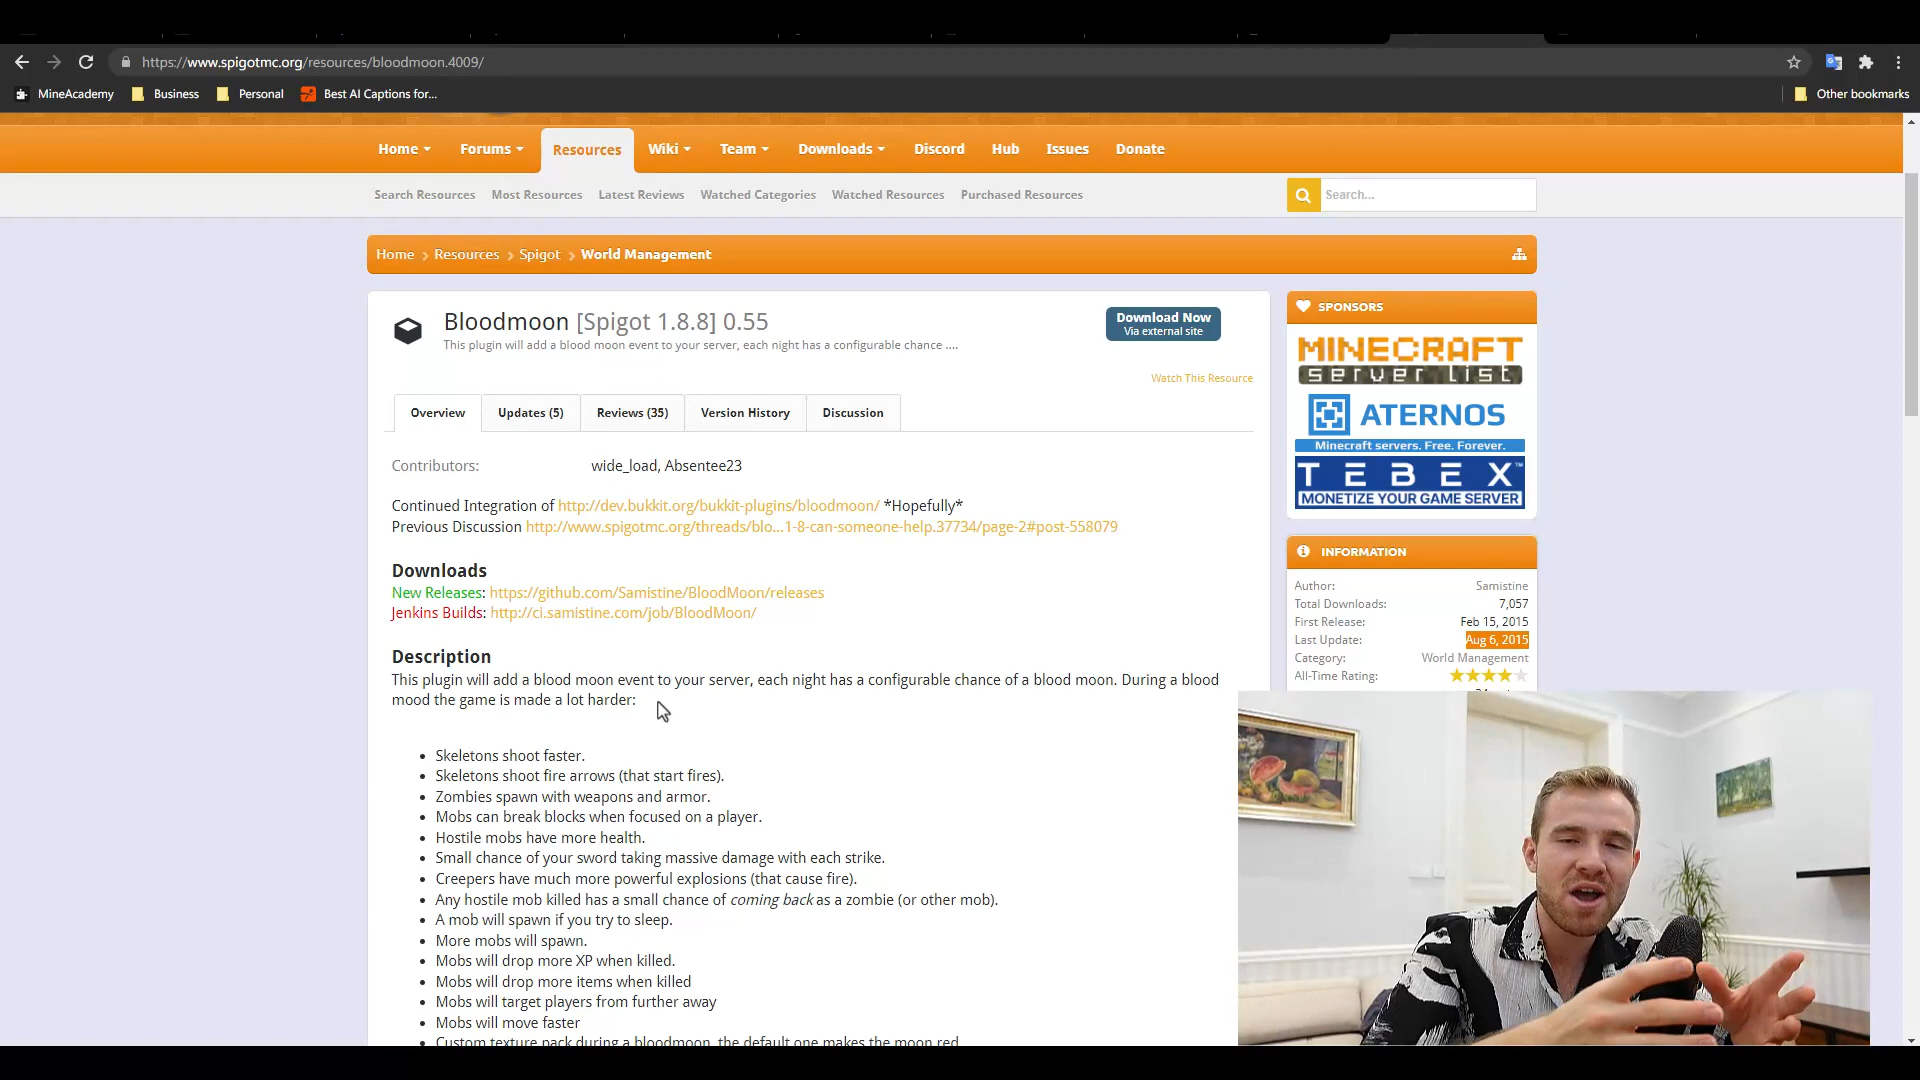 https://www.spigotmc.org/resources/bloodmoon.4009/
MineAcademy
Business
Personal
Best AI Captions for...
Other bookmarks
Home
Forums
Resources
Wiki
Team
Downloads
Discord
Hub
Issues
Donate
Search Resources
Most Resources
Latest Reviews
Watched Categories
Watched Resources
Purchased Resources
Search...
Home
Resources
Spigot
World Management
Bloodmoon [Spigot 1.8.8] 0.55
This plugin will add a blood moon event to your server, each night has a configurable chance ....
Download Now
Via external site
Watch This Resource
Overview
Updates (5)
Reviews (35)
Version History
Discussion
Contributors: wide_load, Absentee23
Continued Integration of http://dev.bukkit.org/bukkit-plugins/bloodmoon/ *Hopefully*
Previous Discussion http://www.spigotmc.org/threads/blo...1-8-can-someone-help.37734/page-2#post-558079
Downloads
New Releases: https://github.com/Samistine/BloodMoon/releases
Jenkins Builds: http://ci.samistine.com/job/BloodMoon/
Description
This plugin will add a blood moon event to your server, each night has a configurable chance of a blood moon. During a blood
mood the game is made a lot harder:
• Skeletons shoot faster.
• Skeletons shoot fire arrows (that start fires).
• Zombies spawn with weapons and armor.
• Mobs can break blocks when focused on a player.
• Hostile mobs have more health.
• Small chance of your sword taking massive damage with each strike.
• Creepers have much more powerful explosions (that cause fire).
• Any hostile mob killed has a small chance of coming back as a zombie (or other mob).
• A mob will spawn if you try to sleep.
• More mobs will spawn.
• Mobs will drop more XP when killed.
• Mobs will drop more items when killed
• Mobs will target players from further away
• Mobs will move faster
• Custom texture pack during a bloodmoon, the default one makes the moon red
SPONSORS
MINECRAFT
server list
ATERNOS
Minecraft servers. Free. Forever.
TEBEX™
MONETIZE YOUR GAME SERVER
INFORMATION
Author: Samistine
Total Downloads: 7,057
First Release: Feb 15, 2015
Last Update: Aug 6, 2015
Category: World Management
All-Time Rating: